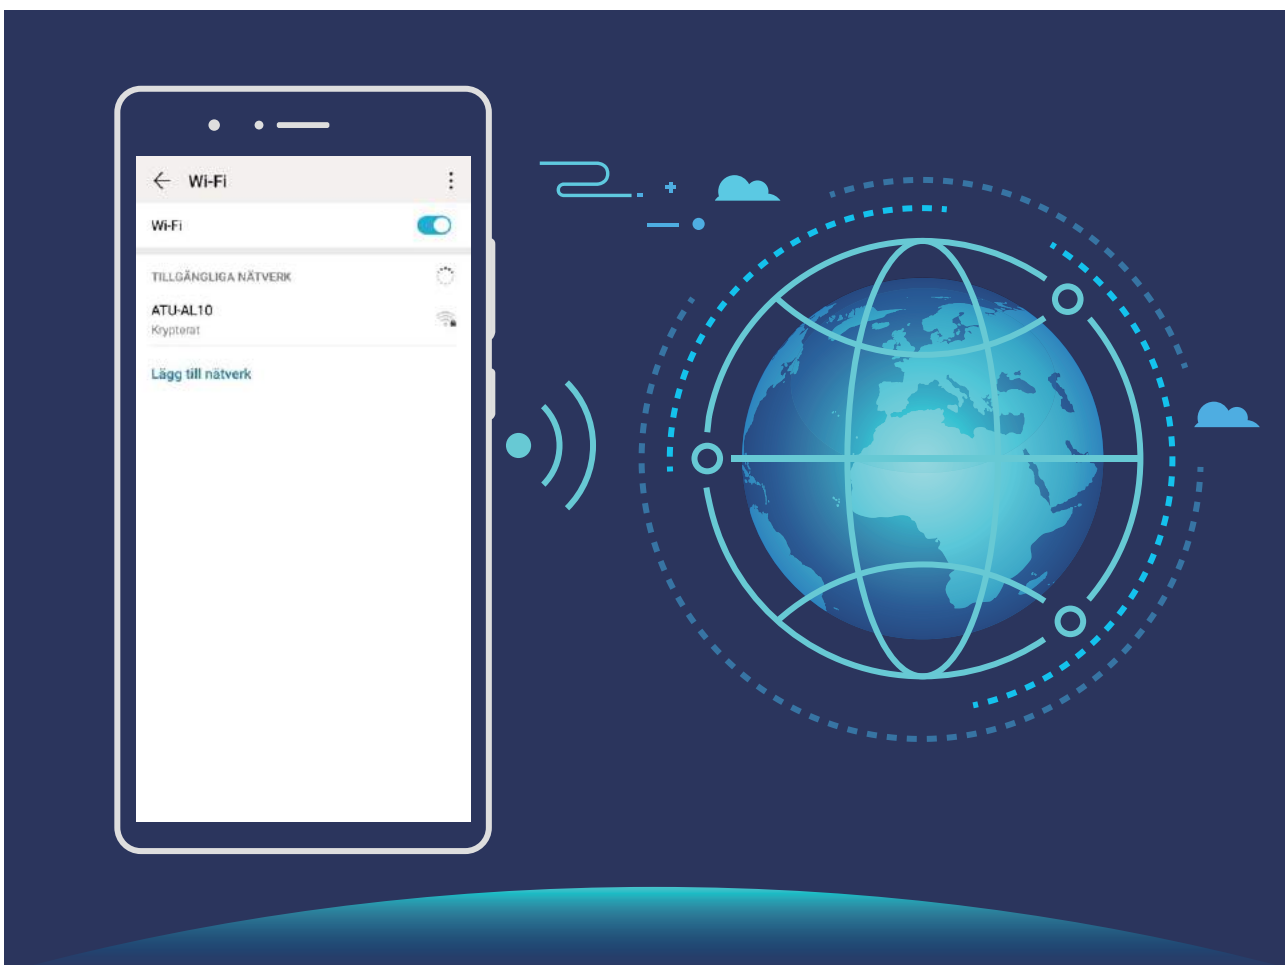 Wi-Fi
Wi-Fi
TILLGÄNGLIGA NÄTVERK
ATU-AL10
Krypterat
Lägg till nätverk